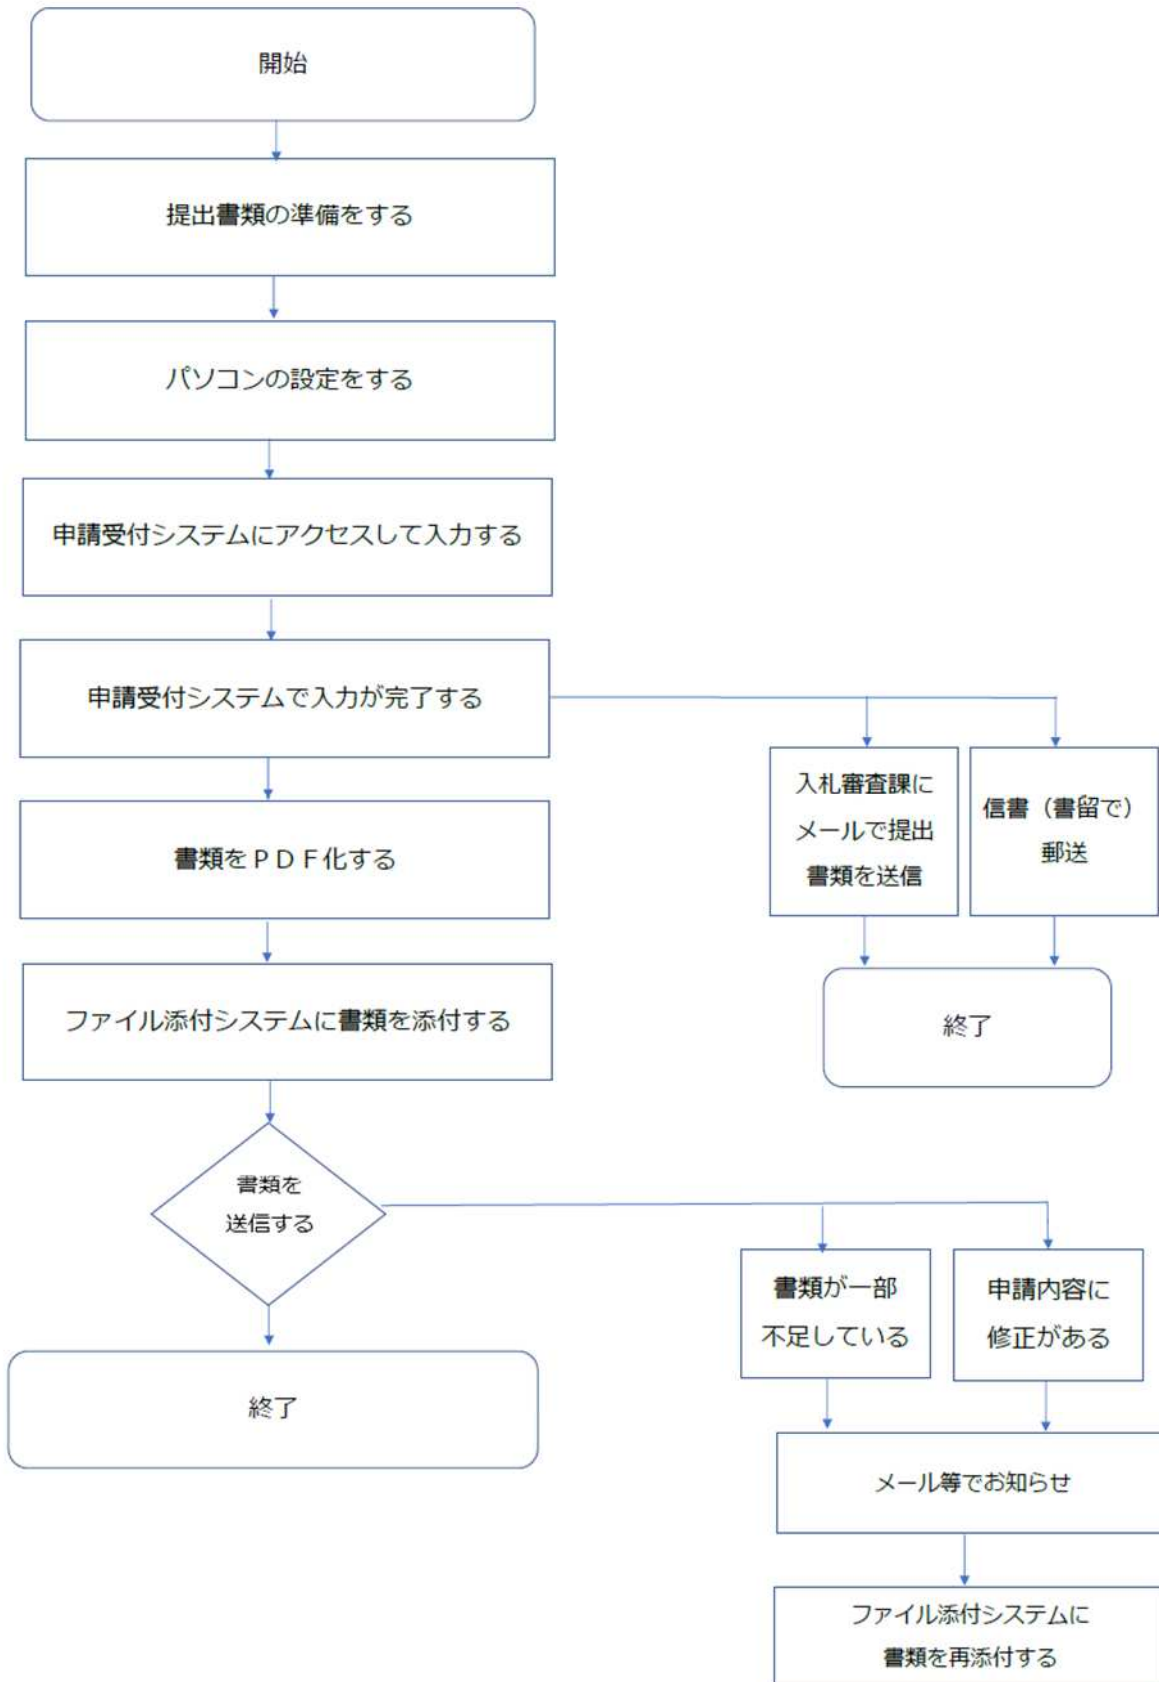 開始
提出書類の準備をする
パソコンの設定をする
申請受付システムにアクセスして入力する
申請受付システムで入力が完了する
入札審査課に
メールで提出
書類を送信
信書（書留で）
郵送
書類をＰＤＦ化する
ファイル添付システムに書類を添付する
終了
書類を
送信する
書類が一部
不足している
申請内容に
修正がある
終了
メール等でお知らせ
ファイル添付システムに
書類を再添付する